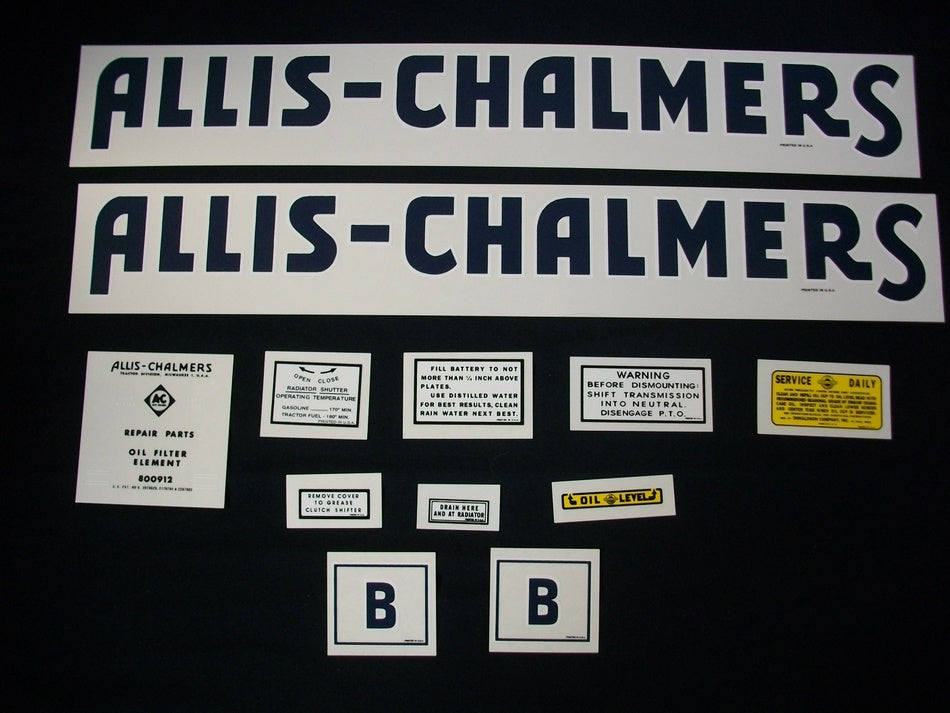 ALLIS-CHALMERS
PRINTED IN U.S.A.
ALLIS-CHALMERS
PRINTED IN U.S.A.
ALLIS-CHALMERS
TRACTOR DIVISION, MILWAUKEE 1, U.S.A.
AC
REPAIR PARTS
OIL FILTER
ELEMENT
800912
OPEN CLOSE
RADIATOR SHUTTER
OPERATING TEMPERATURE
GASOLINE 170° MIN.
TRACTOR FUEL - 190° MIN.
PRINTED IN U.S.A.
FILL BATTERY TO NOT
MORE THAN ¼ INCH ABOVE
PLATES.
USE DISTILLED WATER
FOR BEST RESULTS, CLEAN
RAIN WATER NEXT BEST.
WARNING
BEFORE DISMOUNTING:
SHIFT TRANSMISSION
INTO NEUTRAL.
DISENGAGE P.T.O.
SERVICE DAILY
REMOVE COVER
TO GREASE
CLUTCH SHIFTER
DRAIN HERE
AND AT RADIATOR
OIL LEVEL
B
B